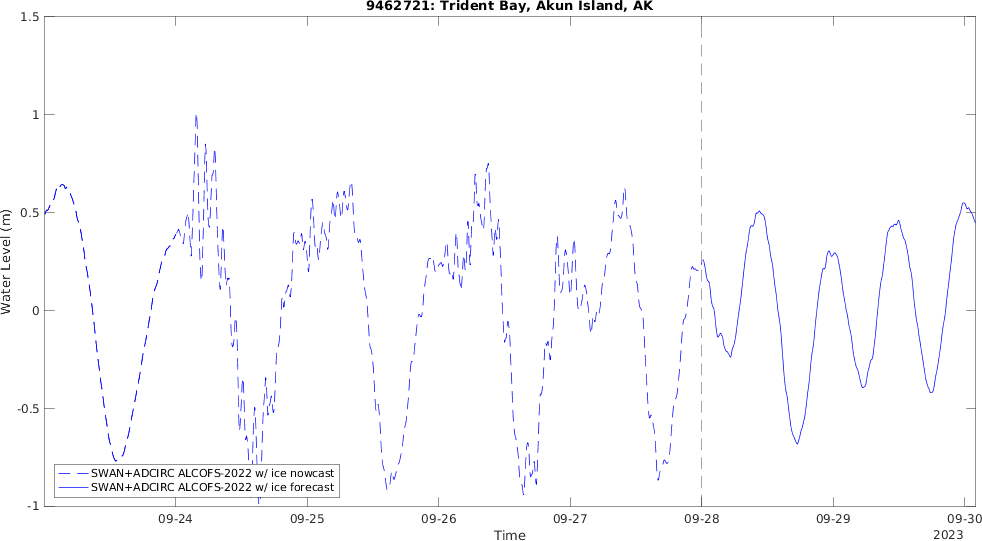 9462721: Trident Bay, Akun Island, AK
1.5
1
0.5
0
-0.5
-1
Water Level (m)
SWAN+ADCIRC ALCOFS-2022 w/ ice nowcast
SWAN+ADCIRC ALCOFS-2022 w/ ice forecast
09-24 09-25 09-26 09-27 09-28 09-29 09-30
Time
2023